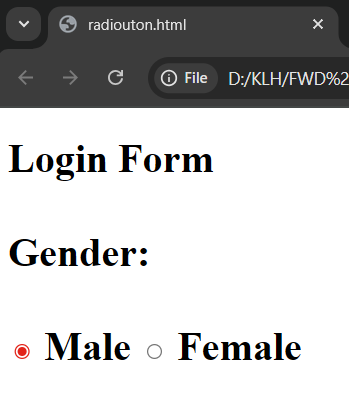 radiouton.html
File D:/KLH/FWD%2
Login Form
Gender:
Male Female